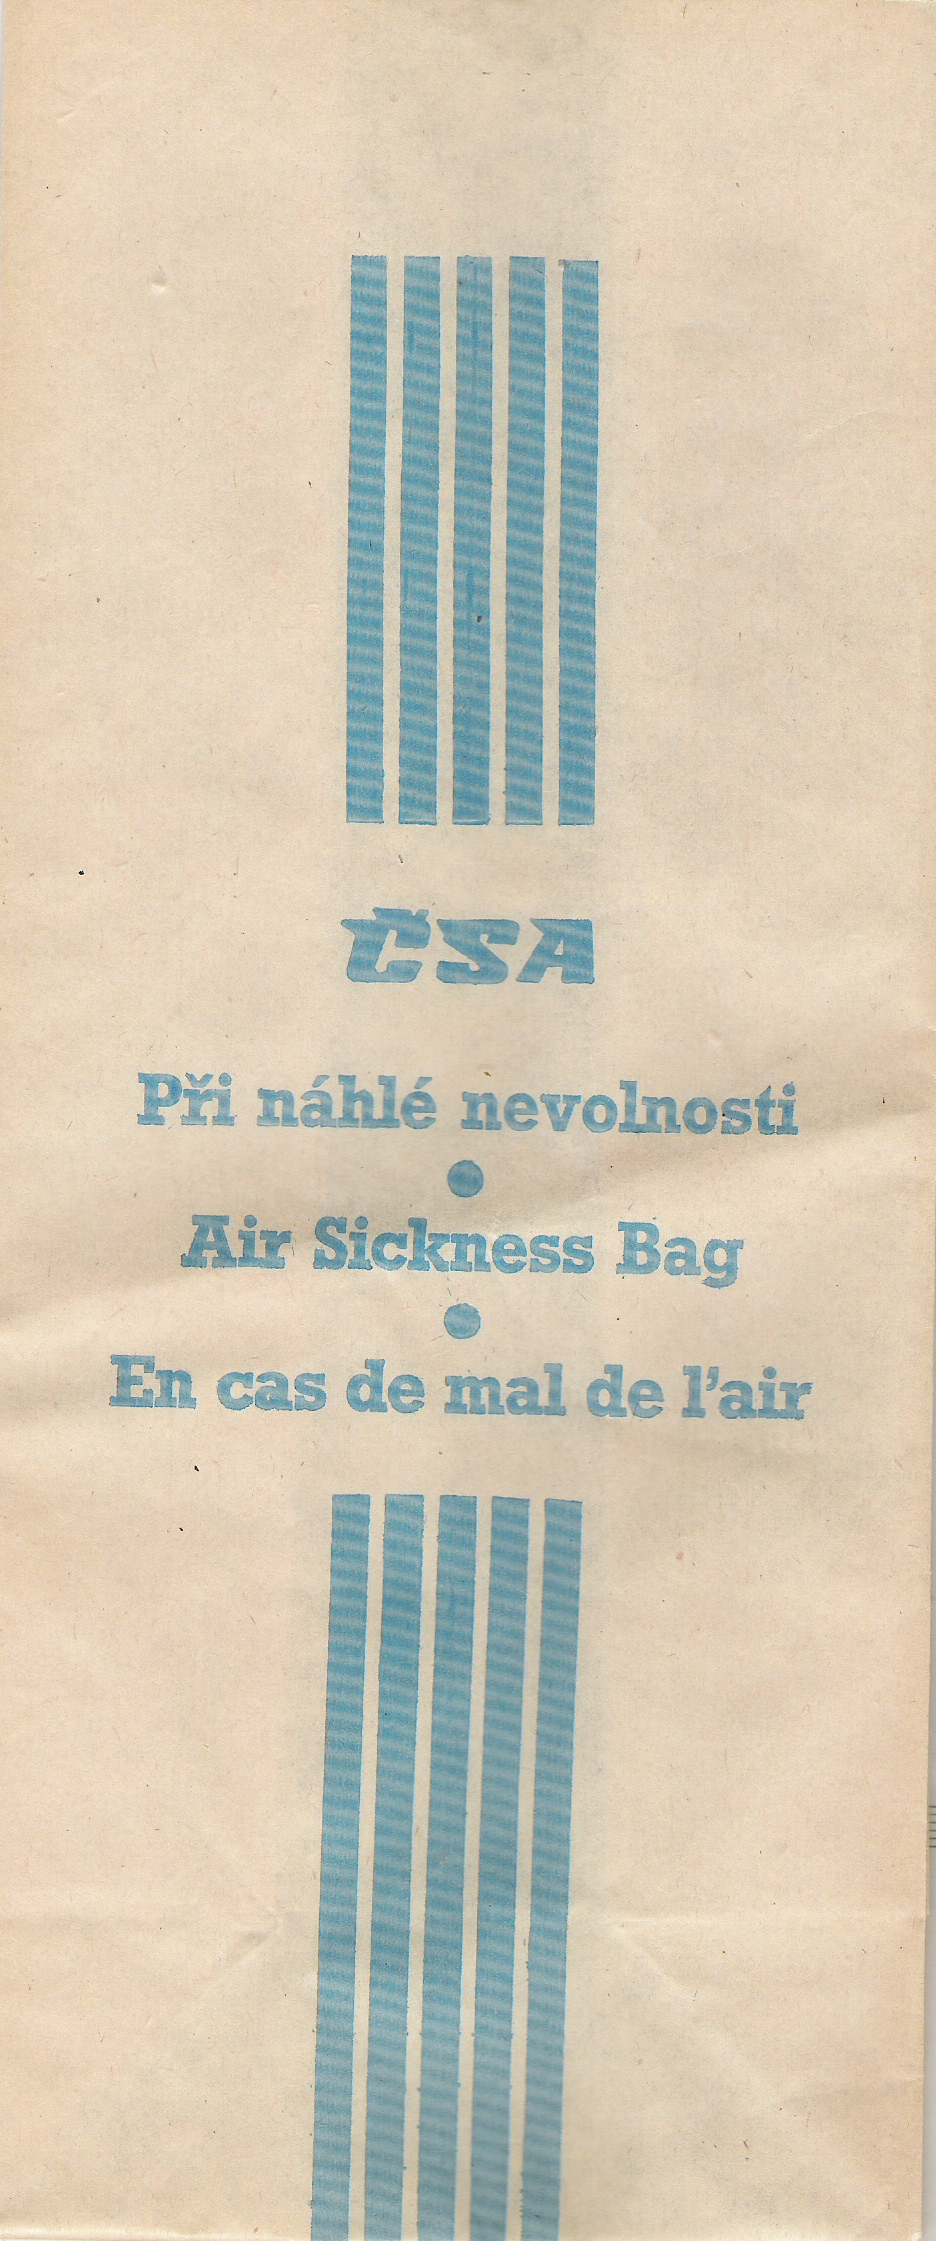 ČSA
Při náhlé nevolnosti
Air Sickness Bag
En cas de mal de l'air